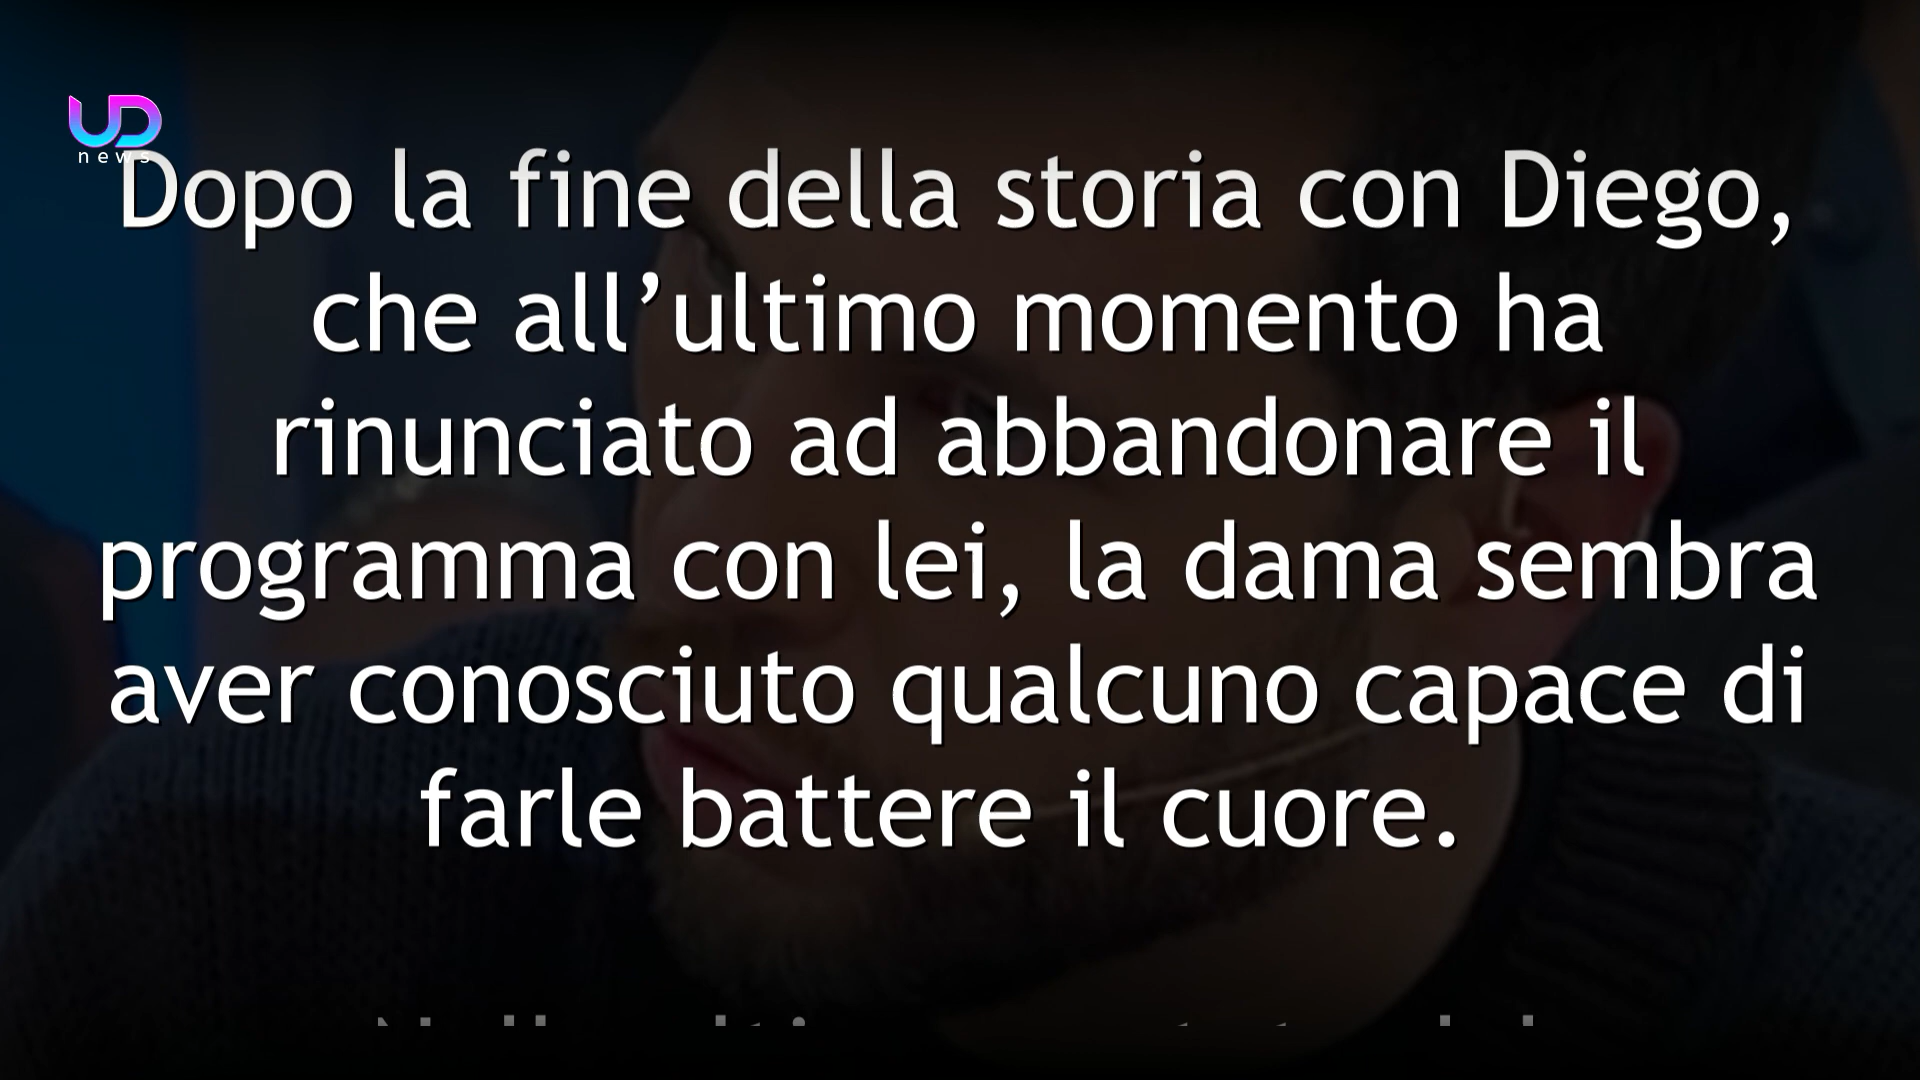 UD
news
Dopo la fine della storia con Diego,
che all’ultimo momento ha
rinunciato ad abbandonare il
programma con lei, la dama sembra
aver conosciuto qualcuno capace di
farle battere il cuore.